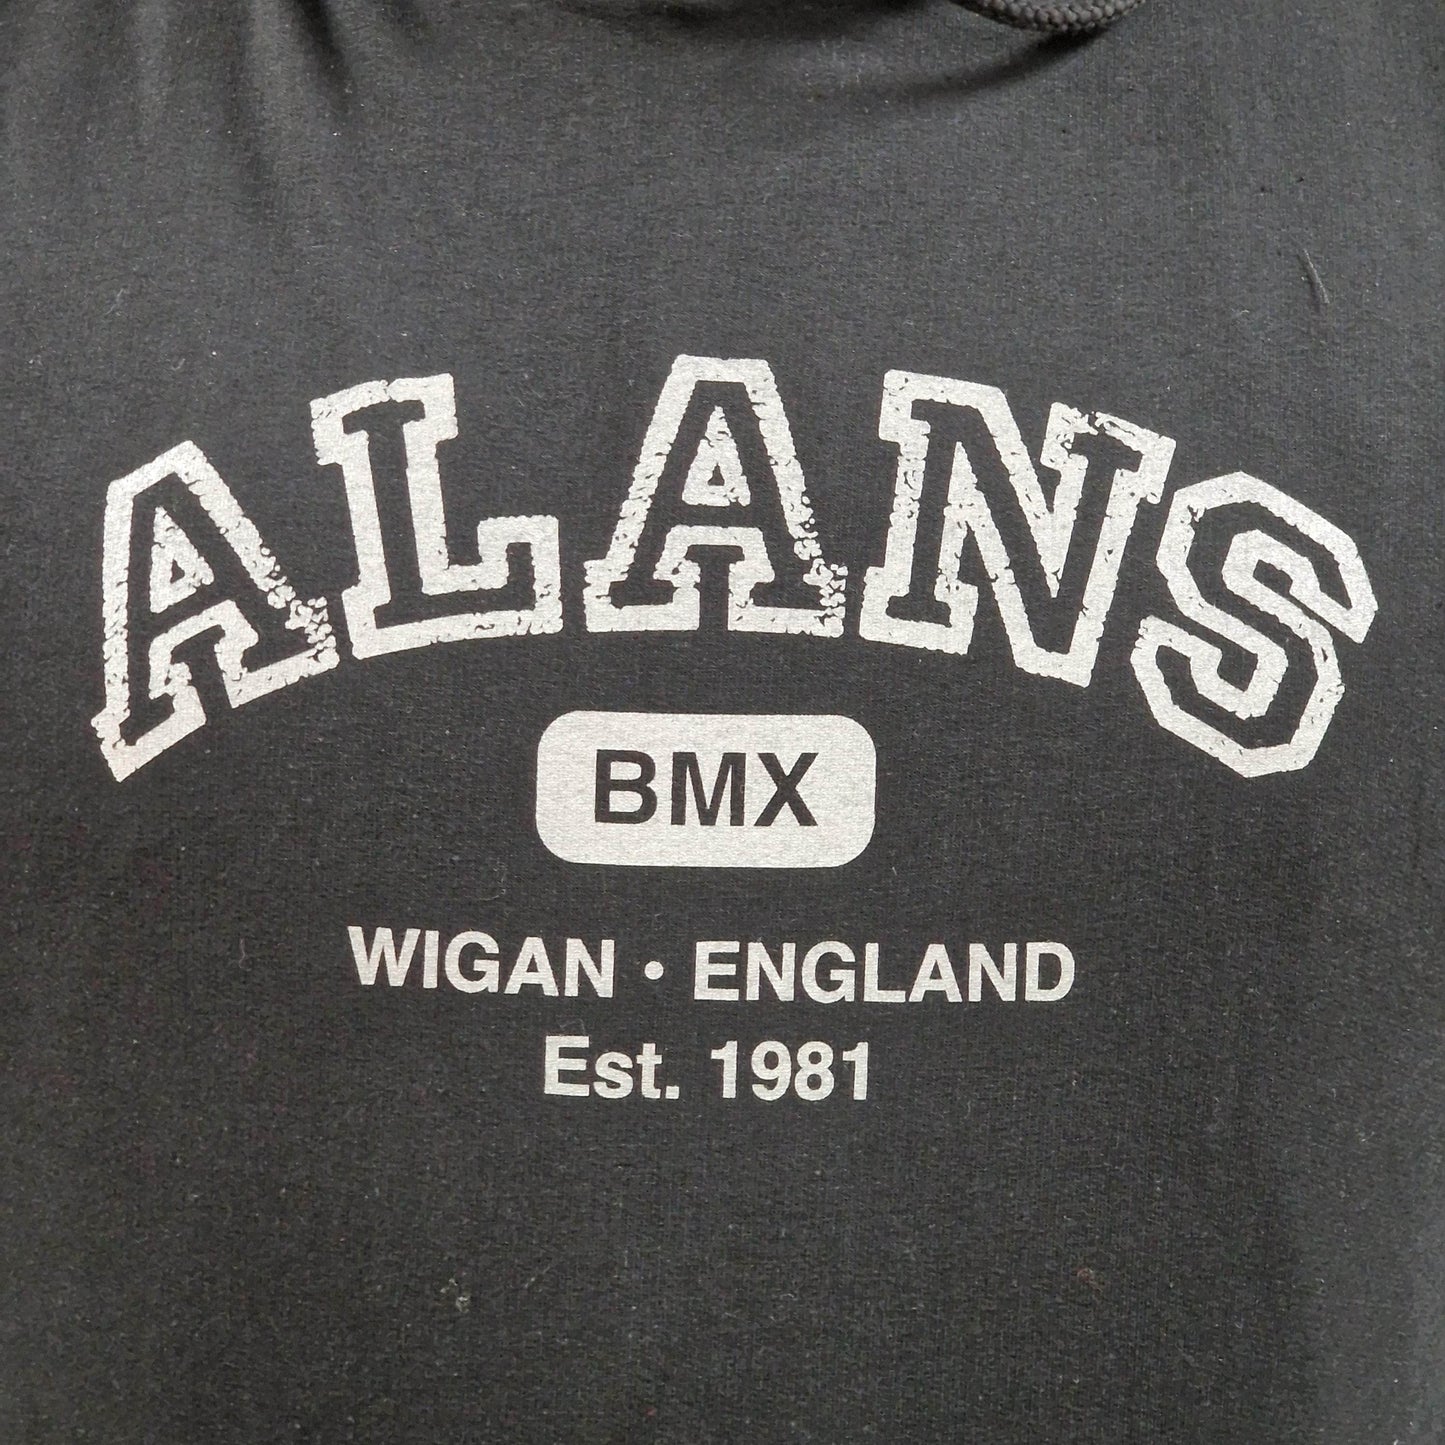 ALANS
BMX
WIGAN • ENGLAND
Est. 1981